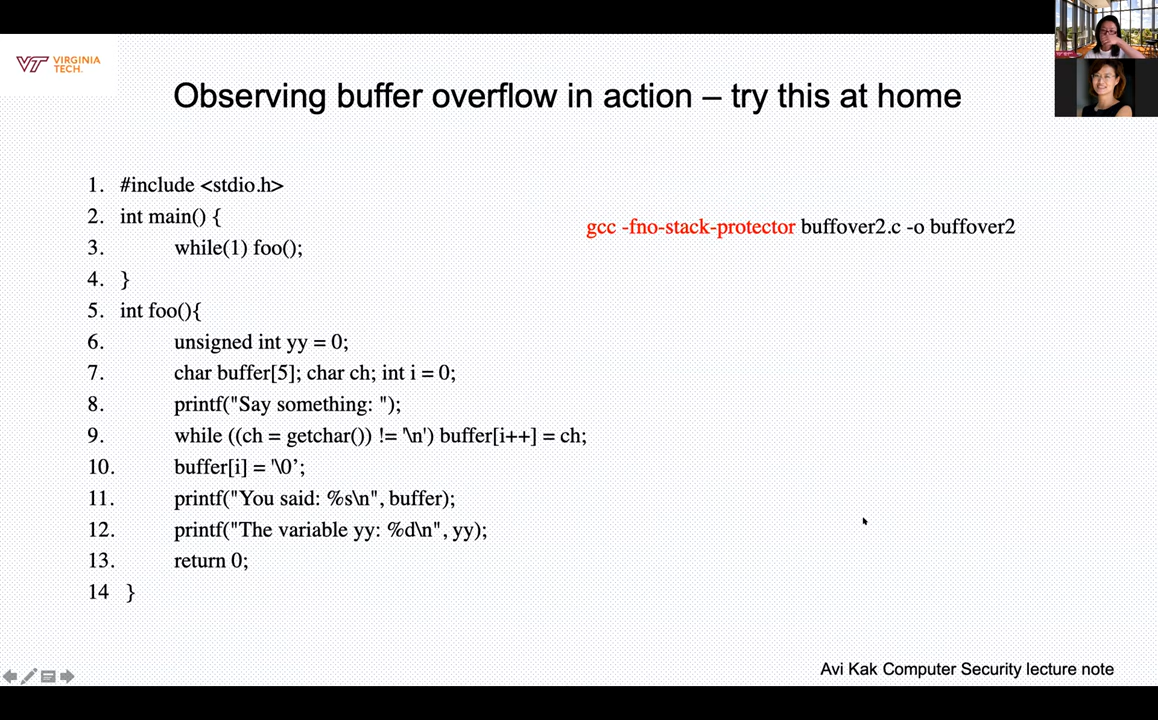 VT VIRGINIA
TECH.
Observing buffer overflow in action – try this at home
1. #include <stdio.h>
2. int main() {
gcc -fno-stack-protector buffover2.c -o buffover2
3. while(1) foo();
4. }
5. int foo(){
6. unsigned int yy = 0;
7. char buffer[5]; char ch; int i = 0;
8. printf("Say something: ");
9. while ((ch = getchar()) != '\n') buffer[i++] = ch;
10. buffer[i] = '\0’;
11. printf("You said: %s\n", buffer);
12. printf("The variable yy: %d\n", yy);
13. return 0;
14 }
Avi Kak Computer Security lecture note